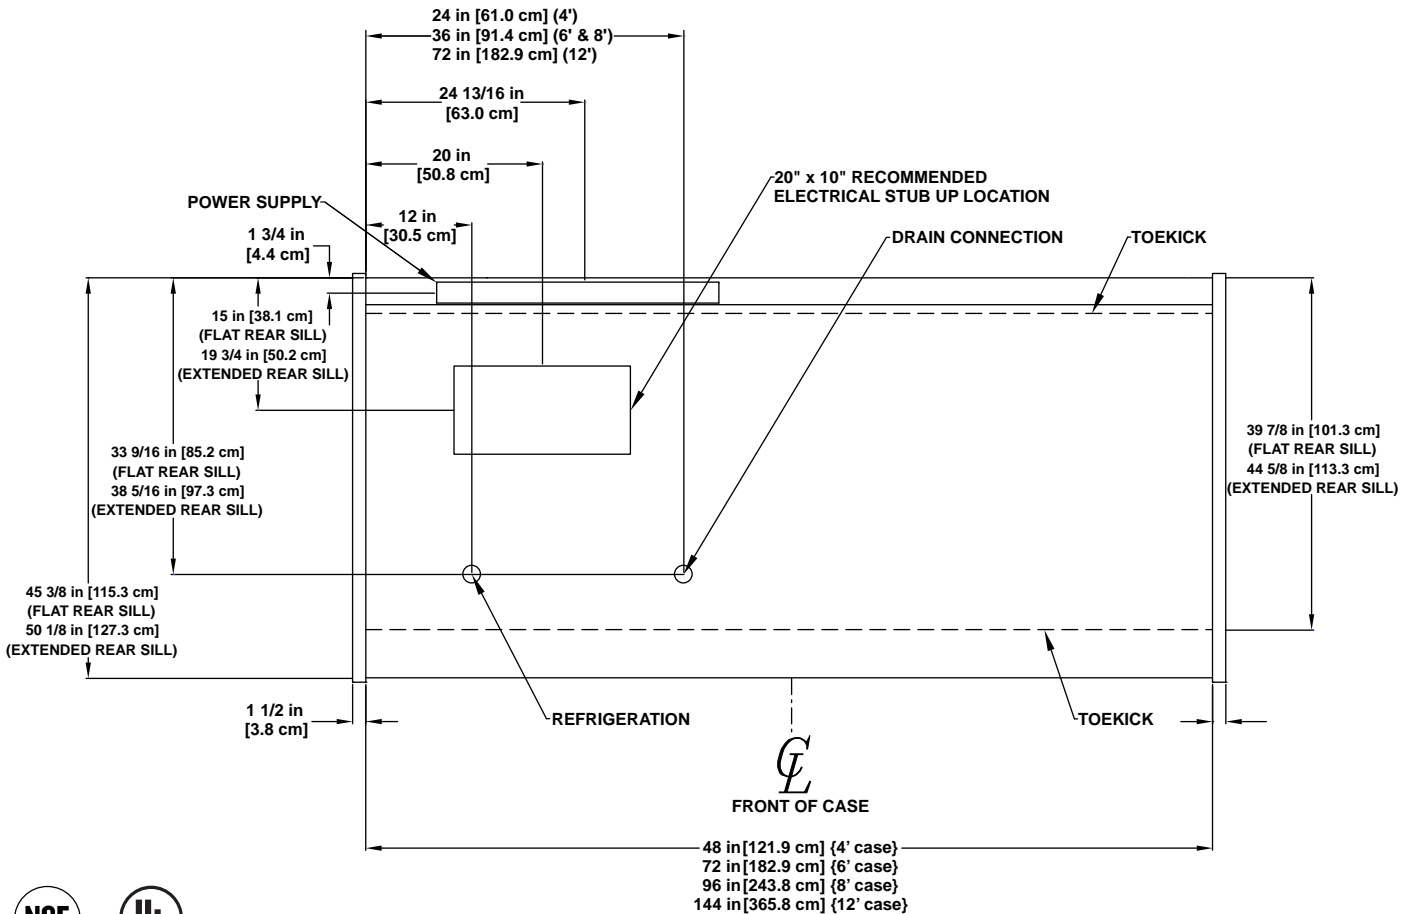 24 in [61.0 cm] (4')
36 in [91.4 cm] (6' & 8')
72 in [182.9 cm] (12')
24 13/16 in
[63.0 cm]
20 in
[50.8 cm]
20" x 10" RECOMMENDED
ELECTRICAL STUB UP LOCATION
POWER SUPPLY
12 in
[30.5 cm]
1 3/4 in
[4.4 cm]
DRAIN CONNECTION
TOEKICK
15 in [38.1 cm]
(FLAT REAR SILL)
19 3/4 in [50.2 cm]
(EXTENDED REAR SILL)
33 9/16 in [85.2 cm]
(FLAT REAR SILL)
38 5/16 in [97.3 cm]
(EXTENDED REAR SILL)
39 7/8 in [101.3 cm]
(FLAT REAR SILL)
44 5/8 in [113.3 cm]
(EXTENDED REAR SILL)
45 3/8 in [115.3 cm]
(FLAT REAR SILL)
50 1/8 in [127.3 cm]
(EXTENDED REAR SILL)
1 1/2 in
[3.8 cm]
REFRIGERATION
TOEKICK
CL
FRONT OF CASE
48 in [121.9 cm] {4’ case}
72 in [182.9 cm] {6’ case}
96 in [243.8 cm] {8’ case}
144 in [365.8 cm] {12’ case}
NSF